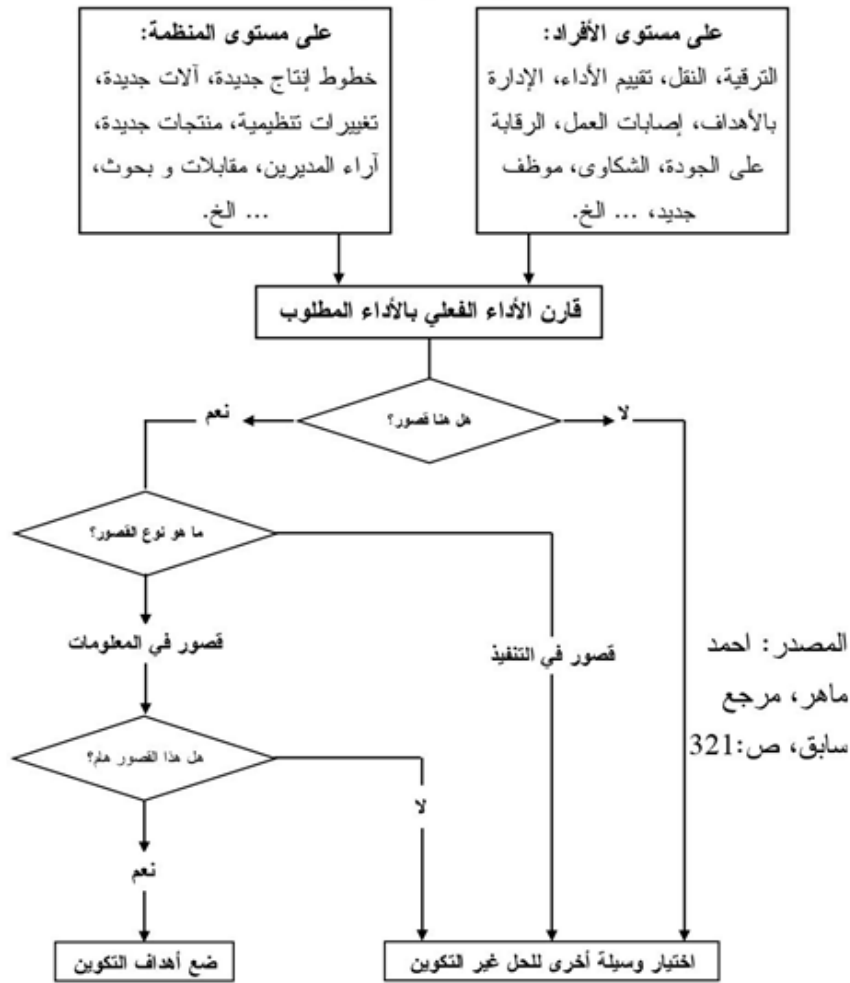 على مستوى الأفراد:
الترقية، النقل، تقييم الأداء، الإدارة
بالأهداف، إصابات العمل، الرقابة
على الجودة، الشكاوى، موظف
جديد، ... الخ.
على مستوى المنظمة:
خطوط إنتاج جديدة، آلات جديدة،
تغييرات تنظيمية، منتجات جديدة،
آراء المديرين، مقابلات و بحوث،
... الخ.
قارن الأداء الفعلي بالأداء المطلوب
هل هنا قصور؟
لا
نعم
ما هو نوع القصور؟
قصور في التنفيذ
قصور في المعلومات
هل هذا القصور هام؟
لا
نعم
اختيار وسيلة أخرى للحل غير التكوين
ضع أهداف التكوين
المصدر: احمد
ماهر، مرجع
سابق، ص:321